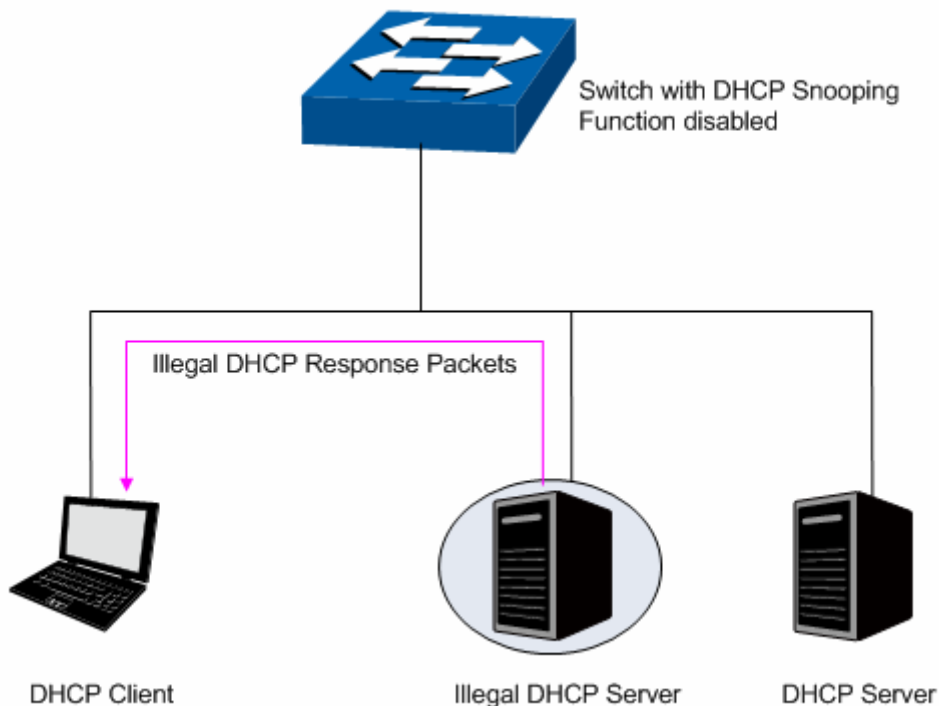 Switch with DHCP Snooping
Function disabled
Illegal DHCP Response Packets
DHCP Client
Illegal DHCP Server
DHCP Server